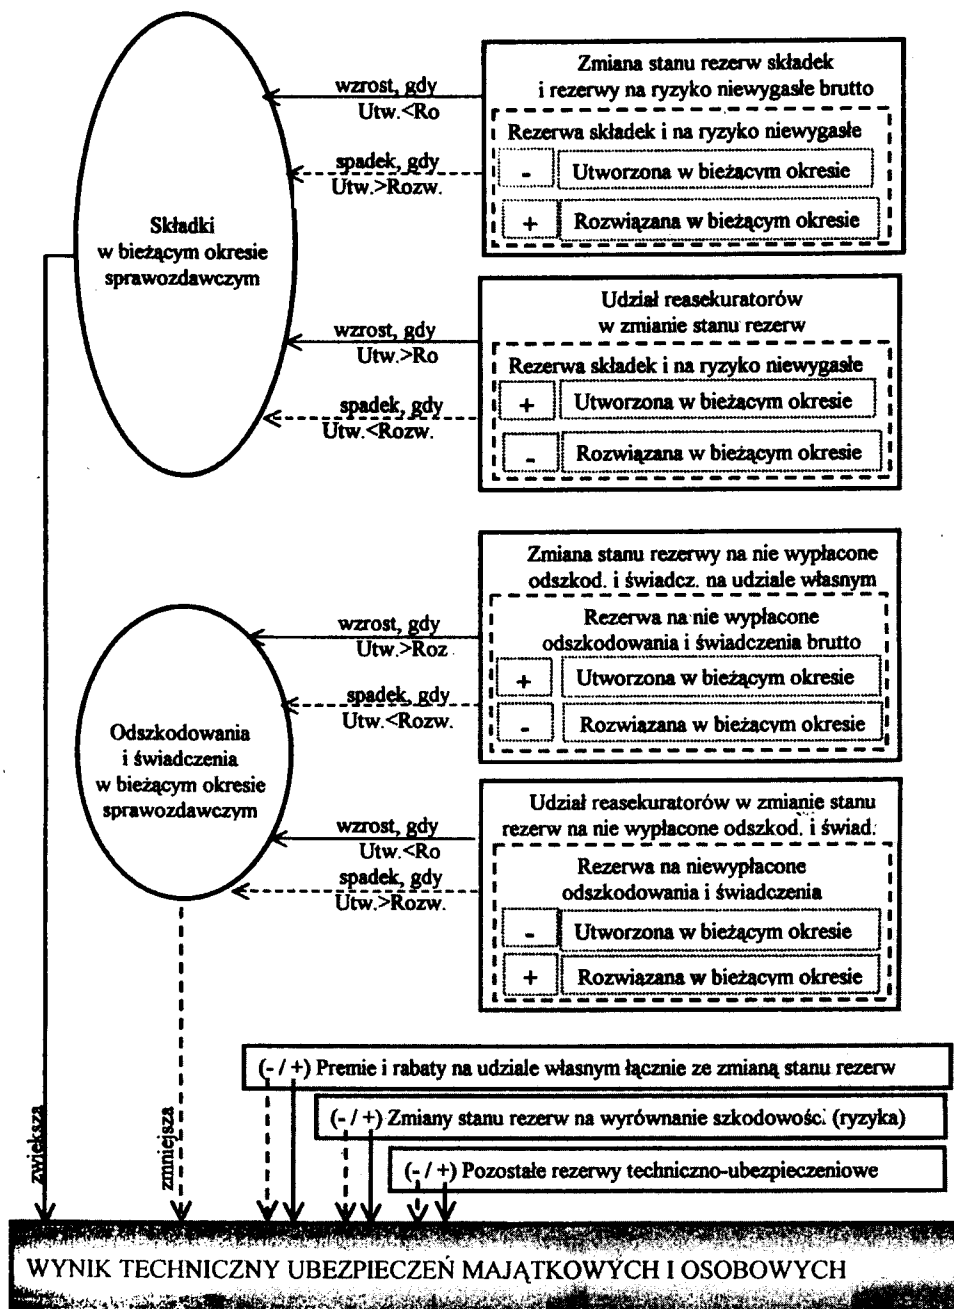 Zmiana stanu rezerw składek
i rezerwy na ryzyko niewygasłe brutto
wzrost, gdy
Utw.<Ro
Rezerwa składek i na ryzyko niewygasłe
spadek, gdy
Utw.>Rozw.
- Utworzona w bieżącym okresie
+ Rozwiązana w bieżącym okresie
Składki
w bieżącym okresie
sprawozdawczym
Udział reasekuratorów
w zmianie stanu rezerw
wzrost, gdy
Utw.>Ro
Rezerwa składek i na ryzyko niewygasłe
spadek, gdy
Utw.<Rozw.
+ Utworzona w bieżącym okresie
- Rozwiązana w bieżącym okresie
Zmiana stanu rezerwy na nie wypłacone
odszkod. i świadcz. na udziale własnym
wzrost, gdy
Utw.>Roz
Rezerwa na nie wypłacone
odszkodowania i świadczenia brutto
spadek, gdy
Utw.<Rozw.
+ Utworzona w bieżącym okresie
- Rozwiązana w bieżącym okresie
Odszkodowania
i świadczenia
w bieżącym okresie
sprawozdawczym
Udział reasekuratorów w zmianie stanu
rezerw na nie wypłacone odszkod. i świad.
wzrost, gdy
Utw.<Ro
Rezerwa na niewypłacone
odszkodowania i świadczenia
spadek, gdy
Utw.>Rozw.
- Utworzona w bieżącym okresie
+ Rozwiązana w bieżącym okresie
(- / +) Premie i rabaty na udziale własnym łącznie ze zmianą stanu rezerw
(- / +) Zmiany stanu rezerw na wyrównanie szkodowości (ryzyka)
(- / +) Pozostałe rezerwy techniczno-ubezpieczeniowe
zwiększa
zmniejsza
WYNIK TECHNICZNY UBEZPIECZEŃ MAJĄTKOWYCH I OSOBOWYCH